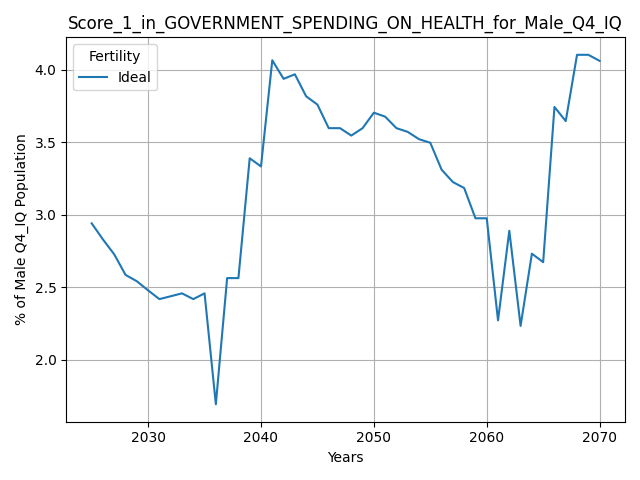 Score_1_in_GOVERNMENT_SPENDING_ON_HEALTH_for_Male_Q4_IQ
Fertility
Ideal
% of Male Q4_IQ Population
4.0
3.5
3.0
2.5
2.0
2030 2040 2050 2060 2070
Years